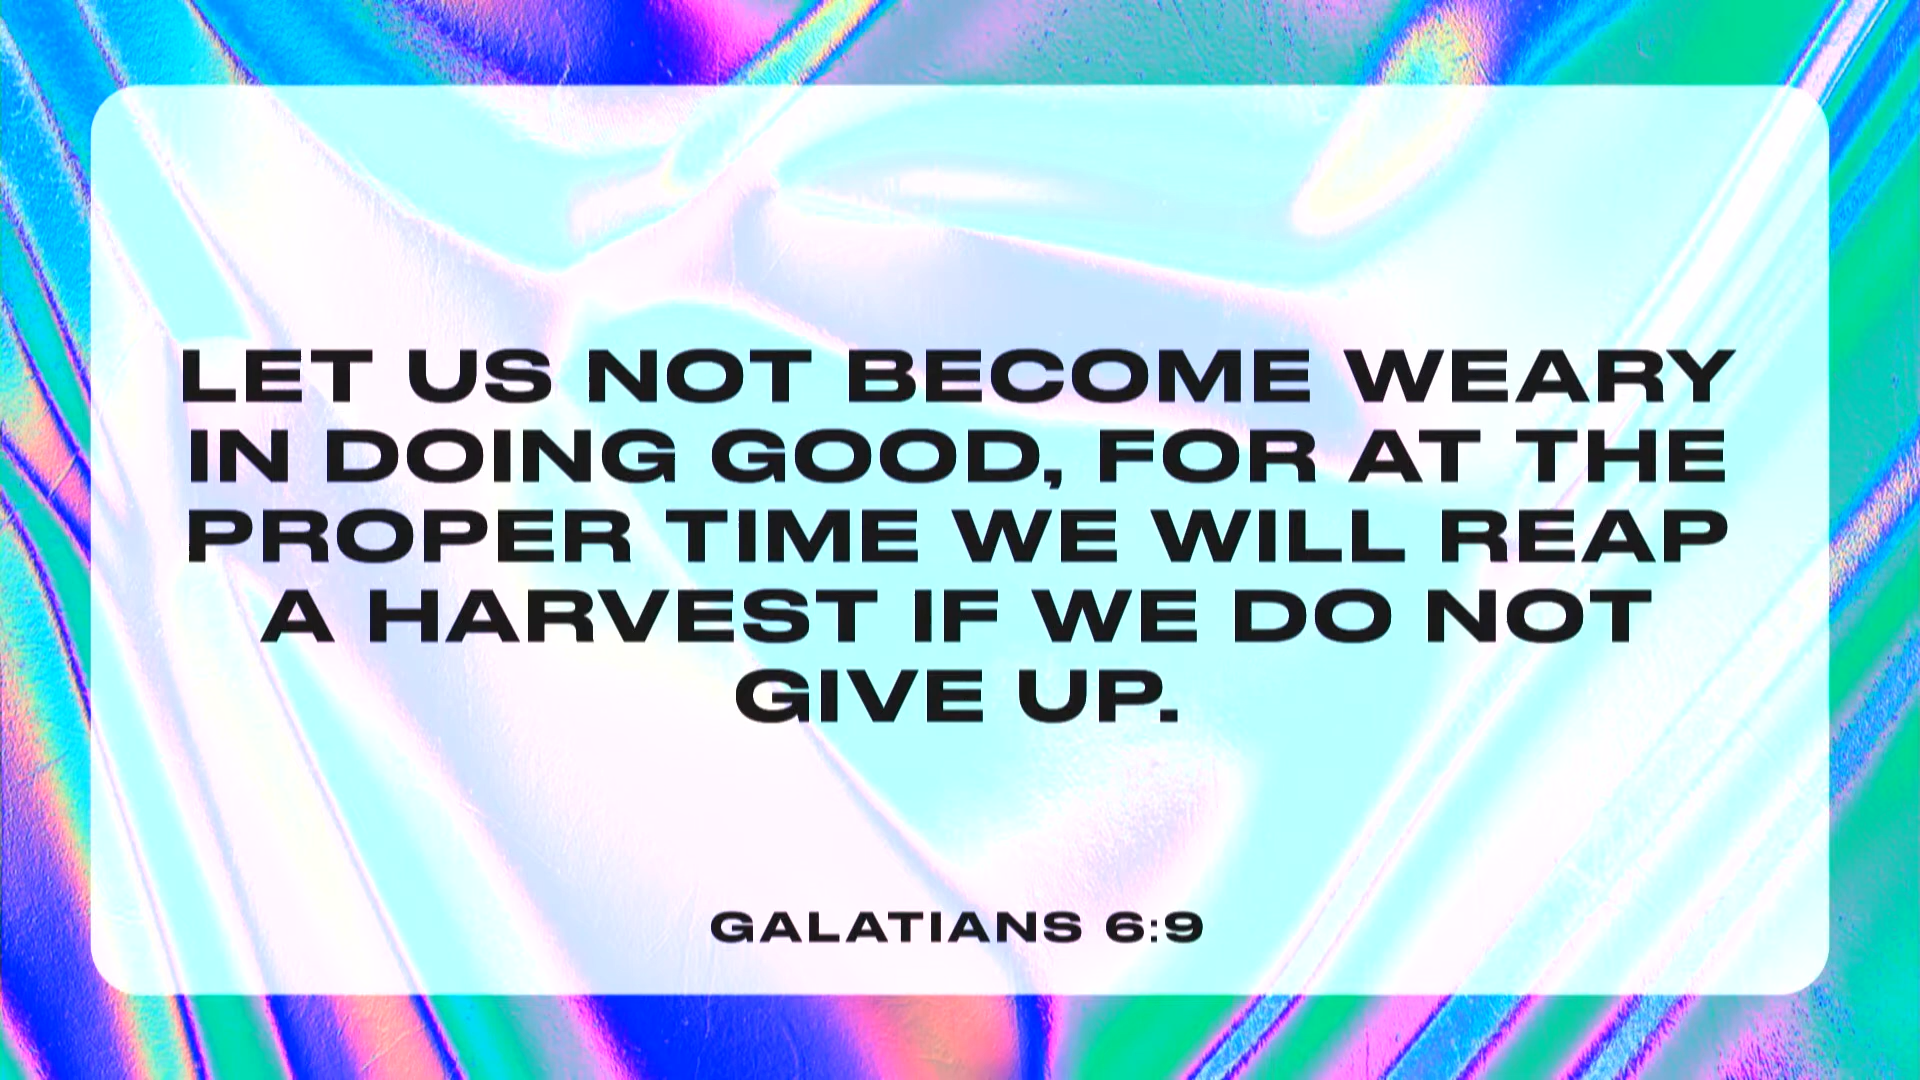 LET US NOT BECOME WEARY
IN DOING GOOD, FOR AT THE
PROPER TIME WE WILL REAP
A HARVEST IF WE DO NOT
GIVE UP.
GALATIANS 6:9